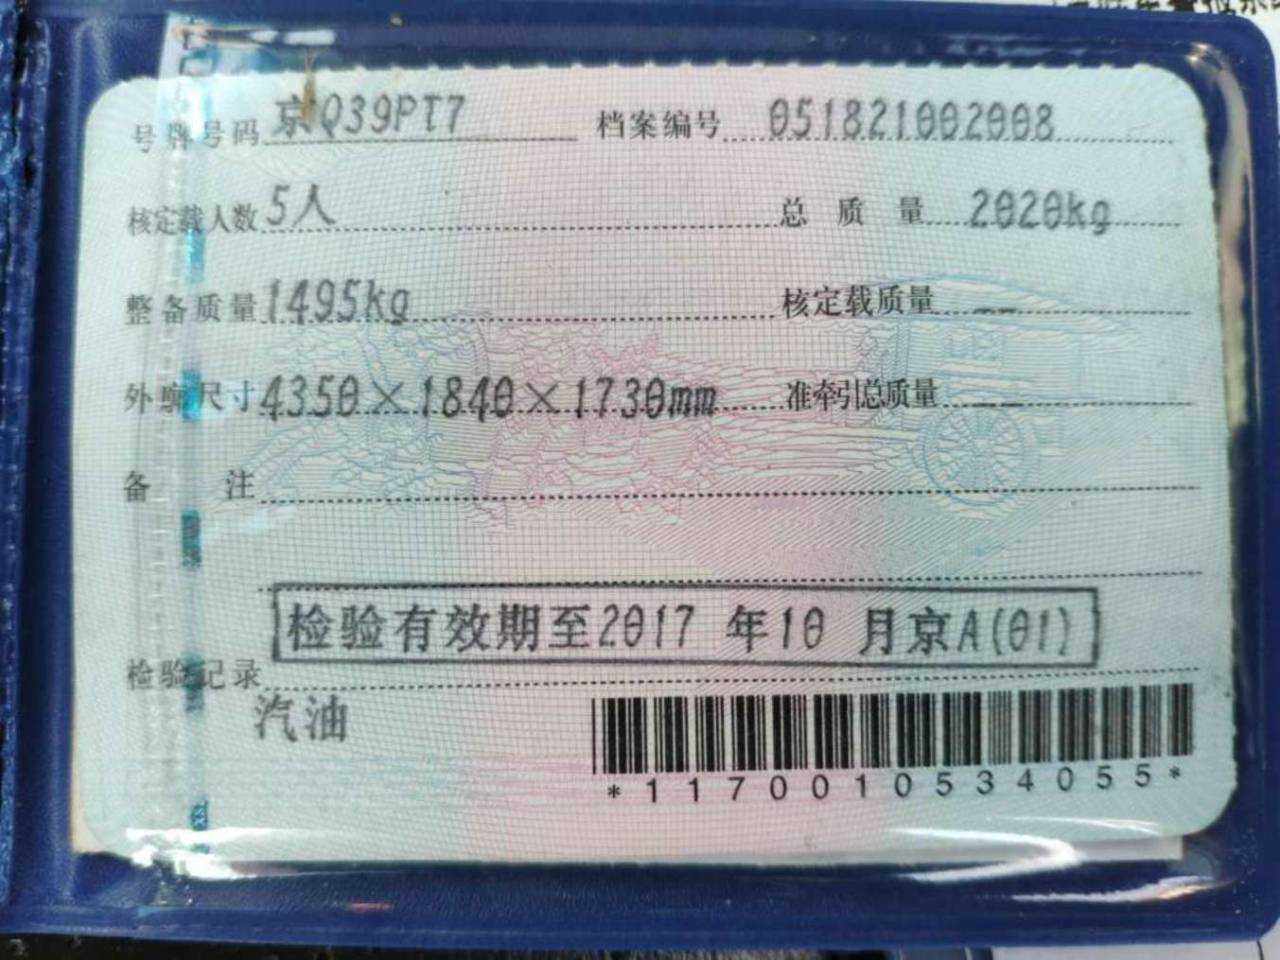 号牌号码 京Q39PT7 档案编号 051821002008
核定载人数 5人 总质量 2020kg
整备质量 1495kg 核定载质量 --
外廓尺寸 4350×1840×1730mm 准牵引总质量 --
备注
检验有效期至2017 年10 月京A(01)
检验记录
汽油
*1170010534055*